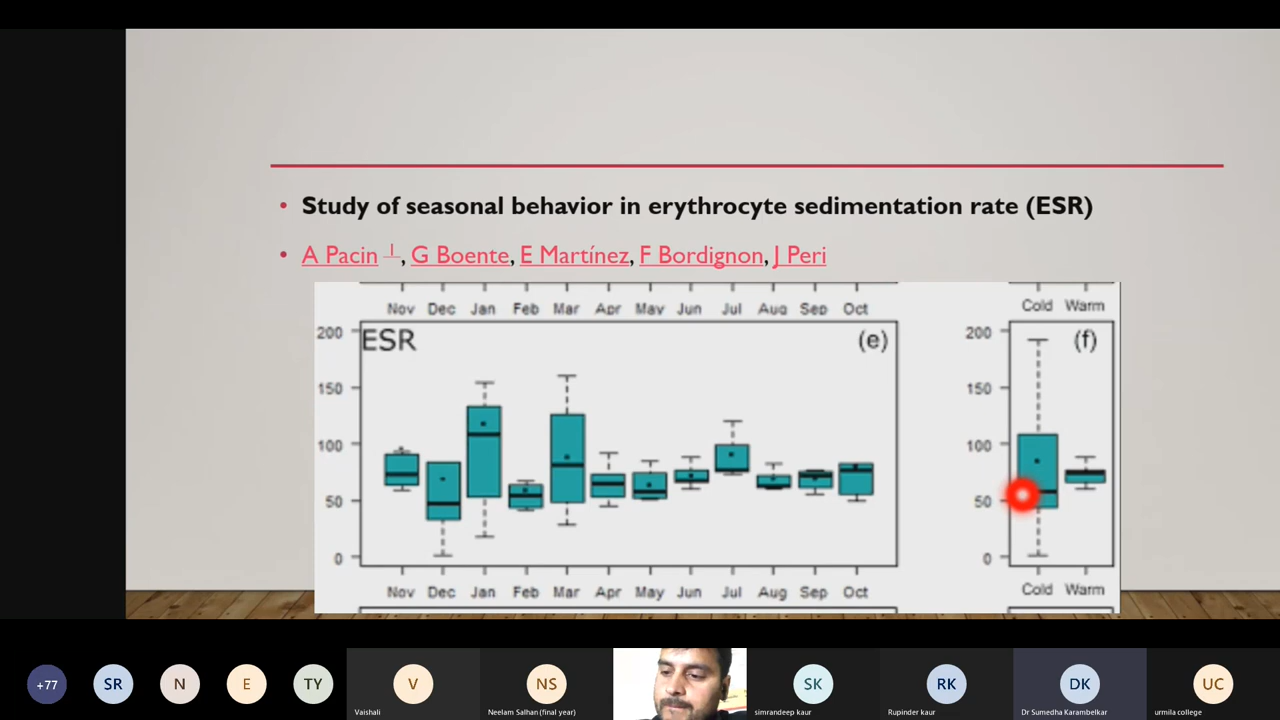 • Study of seasonal behavior in erythrocyte sedimentation rate (ESR)
• A Pacin 1, G Boente, E Martínez, F Bordignon, J Peri
Nov Dec Jan Feb Mar Apr May Jun Jul Aug Sep Oct
Cold Warm
ESR
(e)
200
150
100
50
0
Nov Dec Jan Feb Mar Apr May Jun Jul Aug Sep Oct
(f)
200
150
100
50
0
Cold Warm
+77
SR
N
E
TY
V
Vaishali
NS
Neelam Salhan (final year)
SK
simrandeep kaur
RK
Rupinder kaur
DK
Dr Sumedha Karambelkar
UC
urmila college